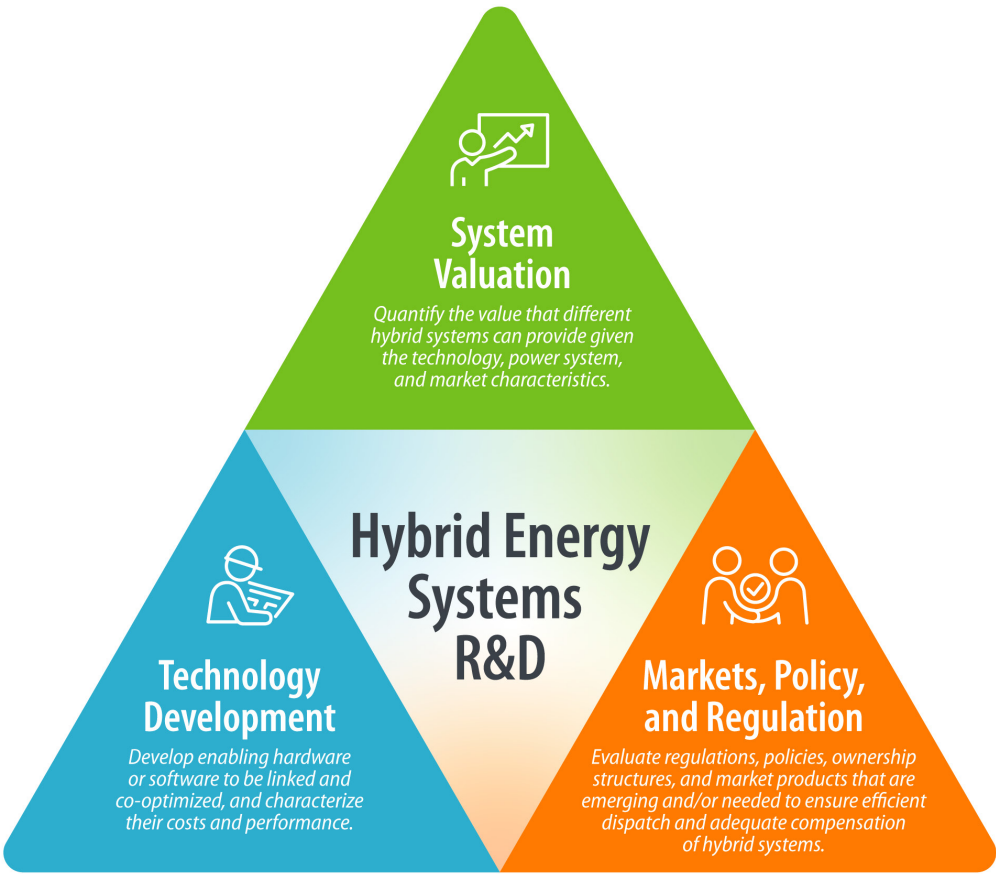 System
Valuation
Quantify the value that different
hybrid systems can provide given
the technology, power system,
and market characteristics.
Hybrid Energy
Systems
R&D
Technology
Development
Develop enabling hardware
or software to be linked and
co-optimized, and characterize
their costs and performance.
Markets, Policy,
and Regulation
Evaluate regulations, policies, ownership
structures, and market products that are
emerging and/or needed to ensure efficient
dispatch and adequate compensation
of hybrid systems.